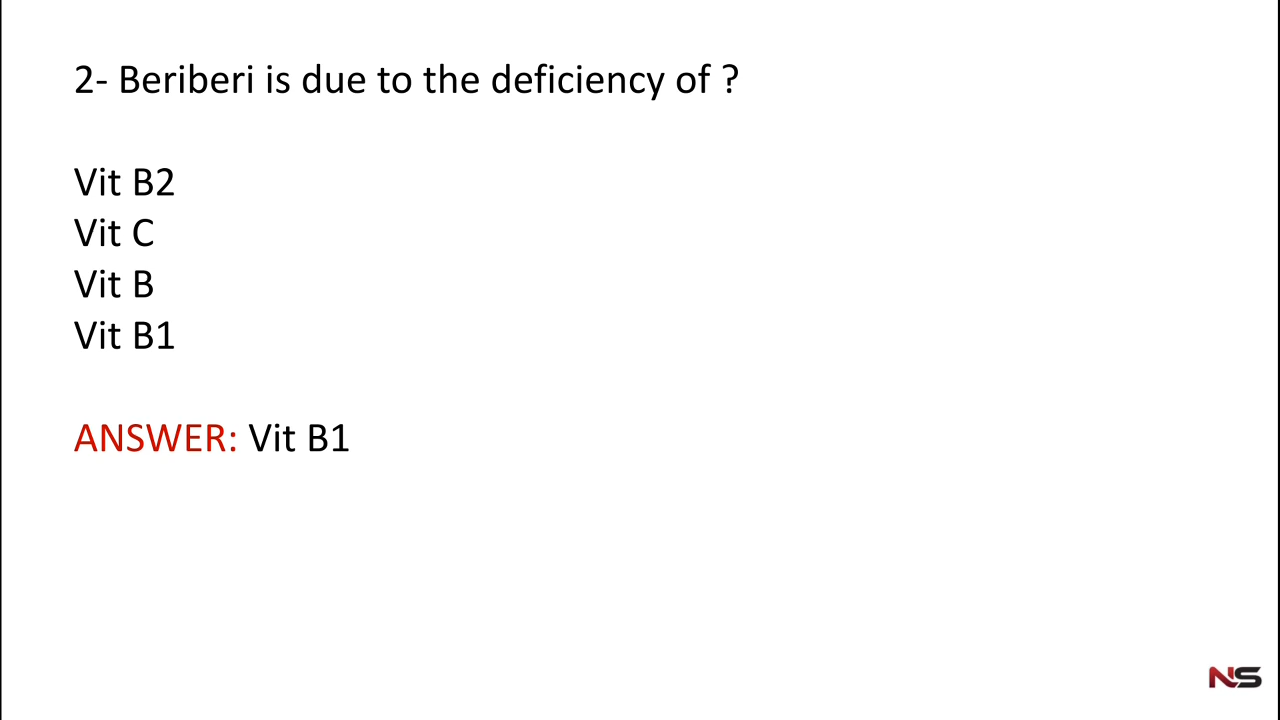 2- Beriberi is due to the deficiency of ?
Vit B2
Vit C
Vit B
Vit B1
ANSWER: Vit B1
NS